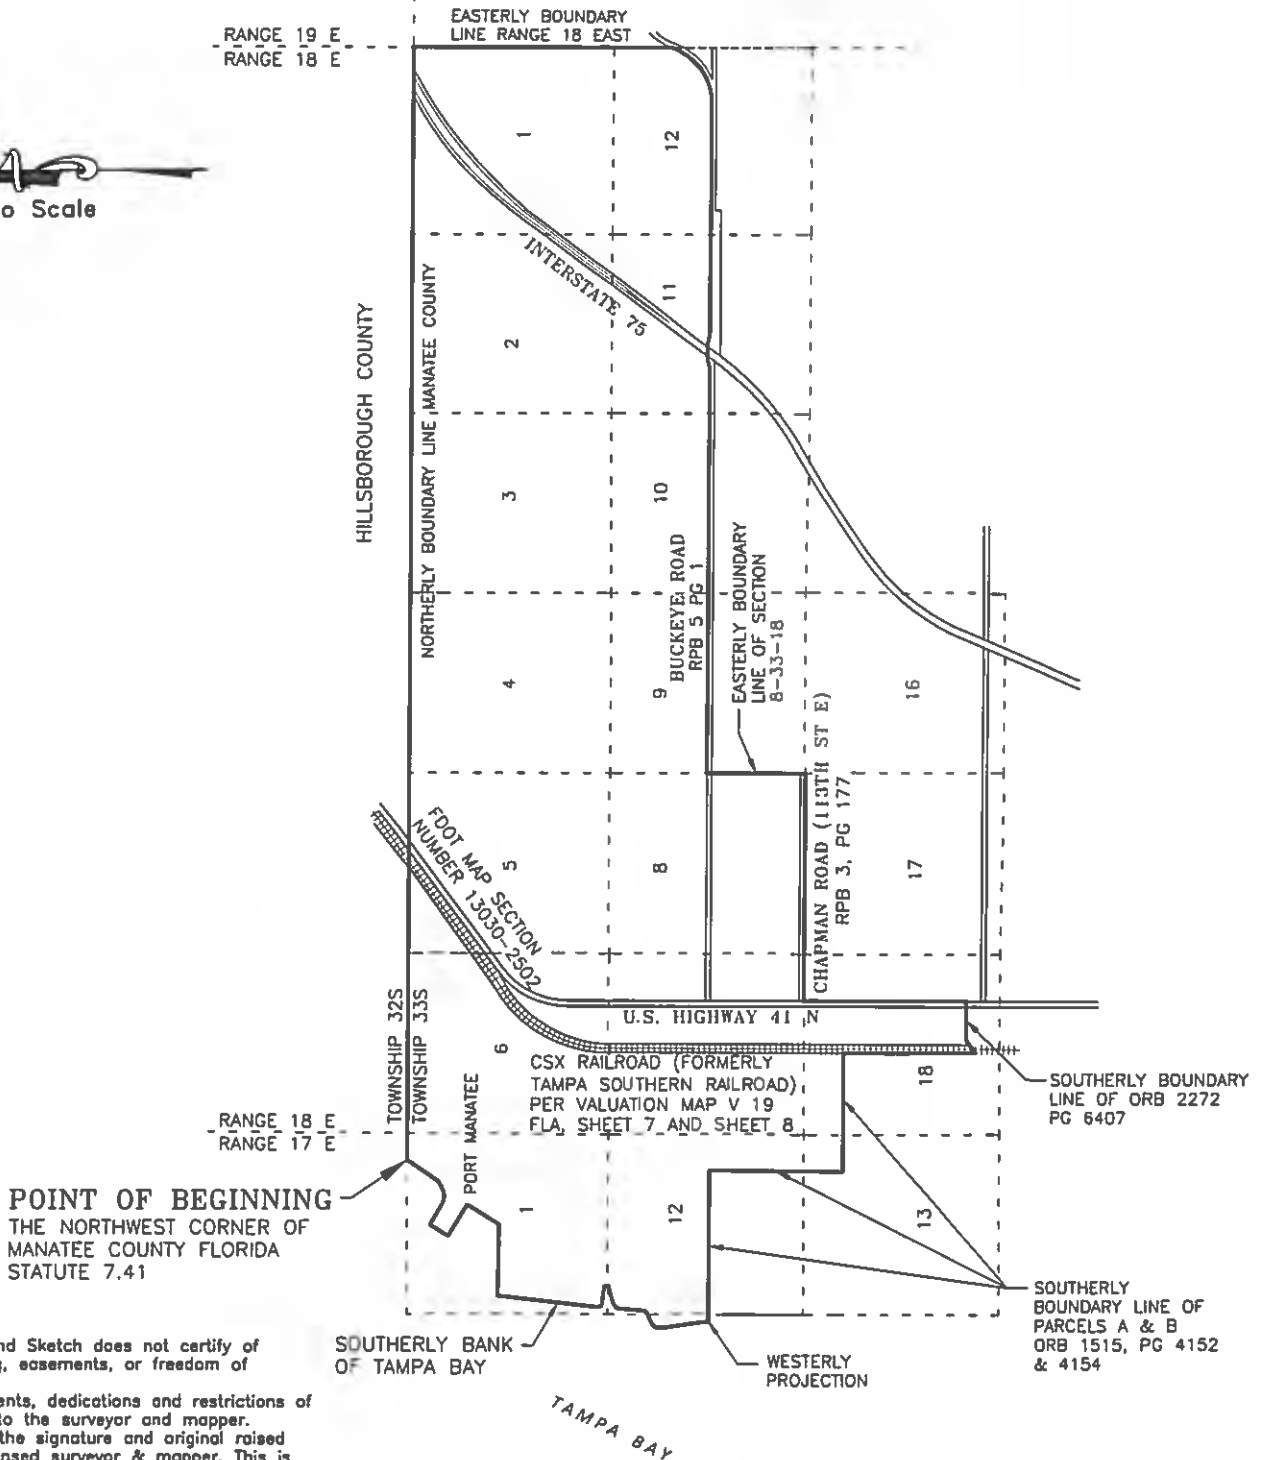 EASTERLY BOUNDARY
LINE RANGE 18 EAST
RANGE 19 E
RANGE 18 E
Scale
1
12
INTERSTATE 75
11
2
HILLSBOROUGH COUNTY
NORTHERLY BOUNDARY LINE MANATEE COUNTY
3
10
BUCKEYE ROAD
RPB 5 PG 1
EASTERLY BOUNDARY
LINE OF SECTION
8-33-18
4
9
16
CHAPMAN ROAD (113TH ST E)
RPB 3, PG 177
FDOT MAP SECTION
NUMBER 13030-2502
5
8
17
TOWNSHIP 32S
TOWNSHIP 33S
U.S. HIGHWAY 41 N
6
CSX RAILROAD (FORMERLY
TAMPA SOUTHERN RAILROAD)
PER VALUATION MAP V 19
FLA, SHEET 7 AND SHEET 8
18
SOUTHERLY BOUNDARY
LINE OF ORB 2272
PG 6407
RANGE 18 E
RANGE 17 E
PORT MANATEE
POINT OF BEGINNING
THE NORTHWEST CORNER OF
MANATEE COUNTY FLORIDA
STATUTE 7.41
1
12
13
SOUTHERLY
BOUNDARY LINE OF
PARCELS A & B
ORB 1515, PG 4152
& 4154
SOUTHERLY BANK
OF TAMPA BAY
WESTERLY
PROJECTION
TAMPA BAY
nd Sketch does not certify of
, easements, or freedom of
ents, dedications and restrictions of
to the surveyor and mapper.
the signature and original raised
nsed surveyor & mapper. This is